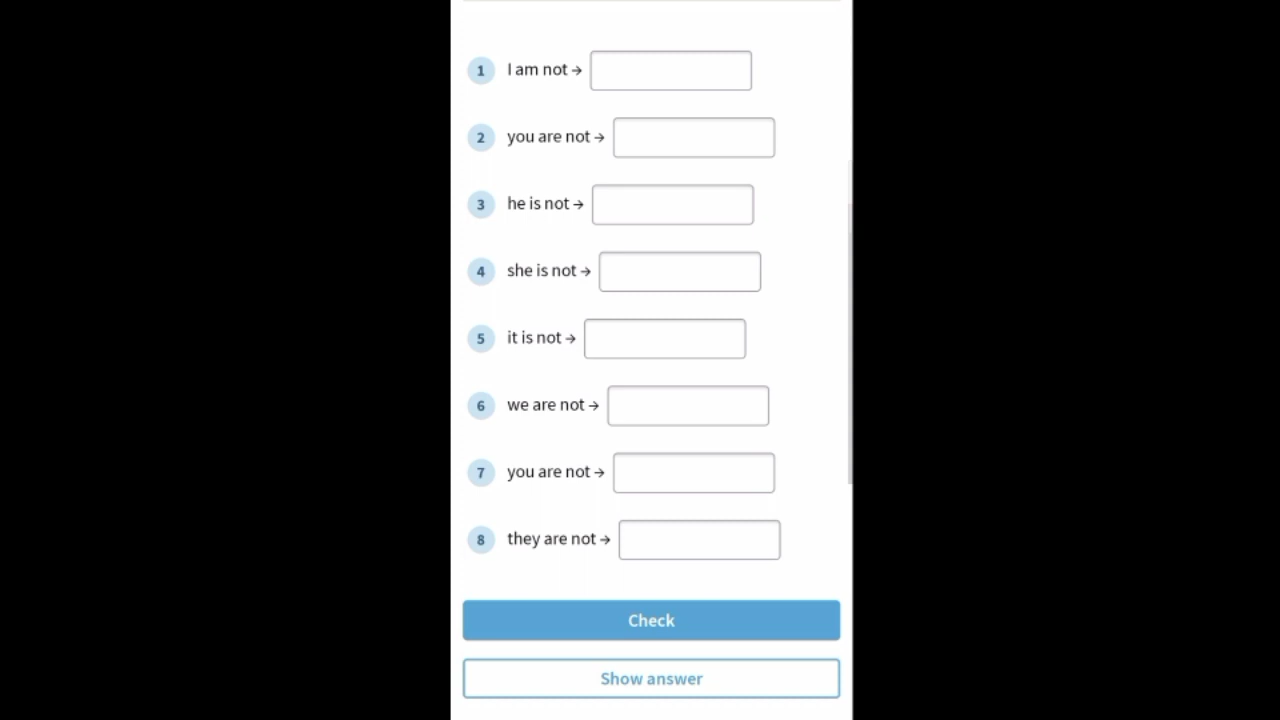 1 I am not →
2 you are not →
3 he is not →
4 she is not →
5 it is not →
6 we are not →
7 you are not →
8 they are not →
Check
Show answer